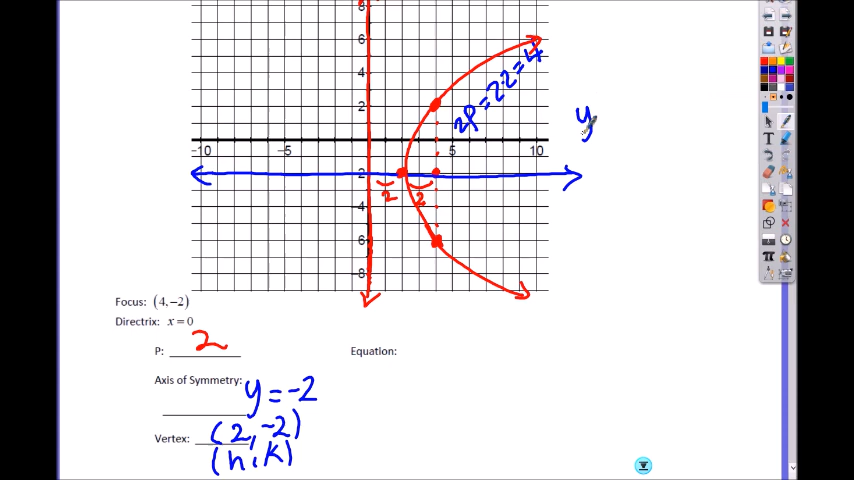 8
6
4
2
-10 -5 5 10
2
2 2
6
8
2P=2·2=4
y
Focus: (4,−2)
Directrix: x=0
P: 2 Equation:
Axis of Symmetry: y=-2
Vertex: (2,-2)
(h,k)